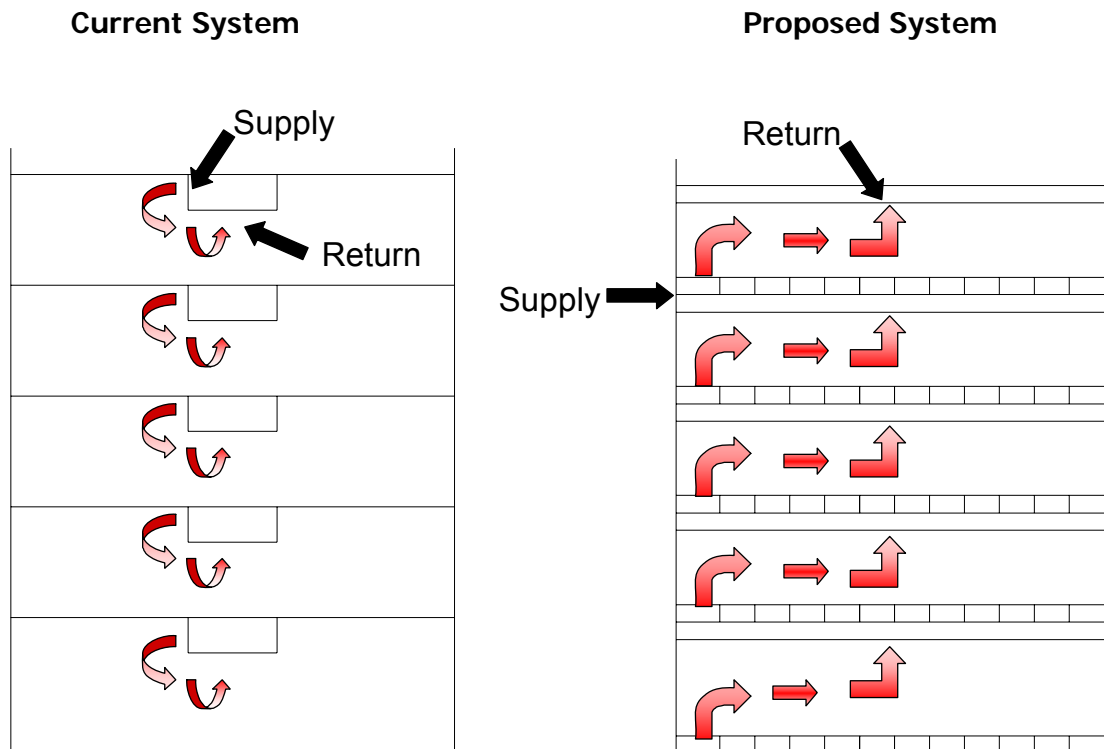 Current System
Proposed System
Supply
Return
Return
Supply